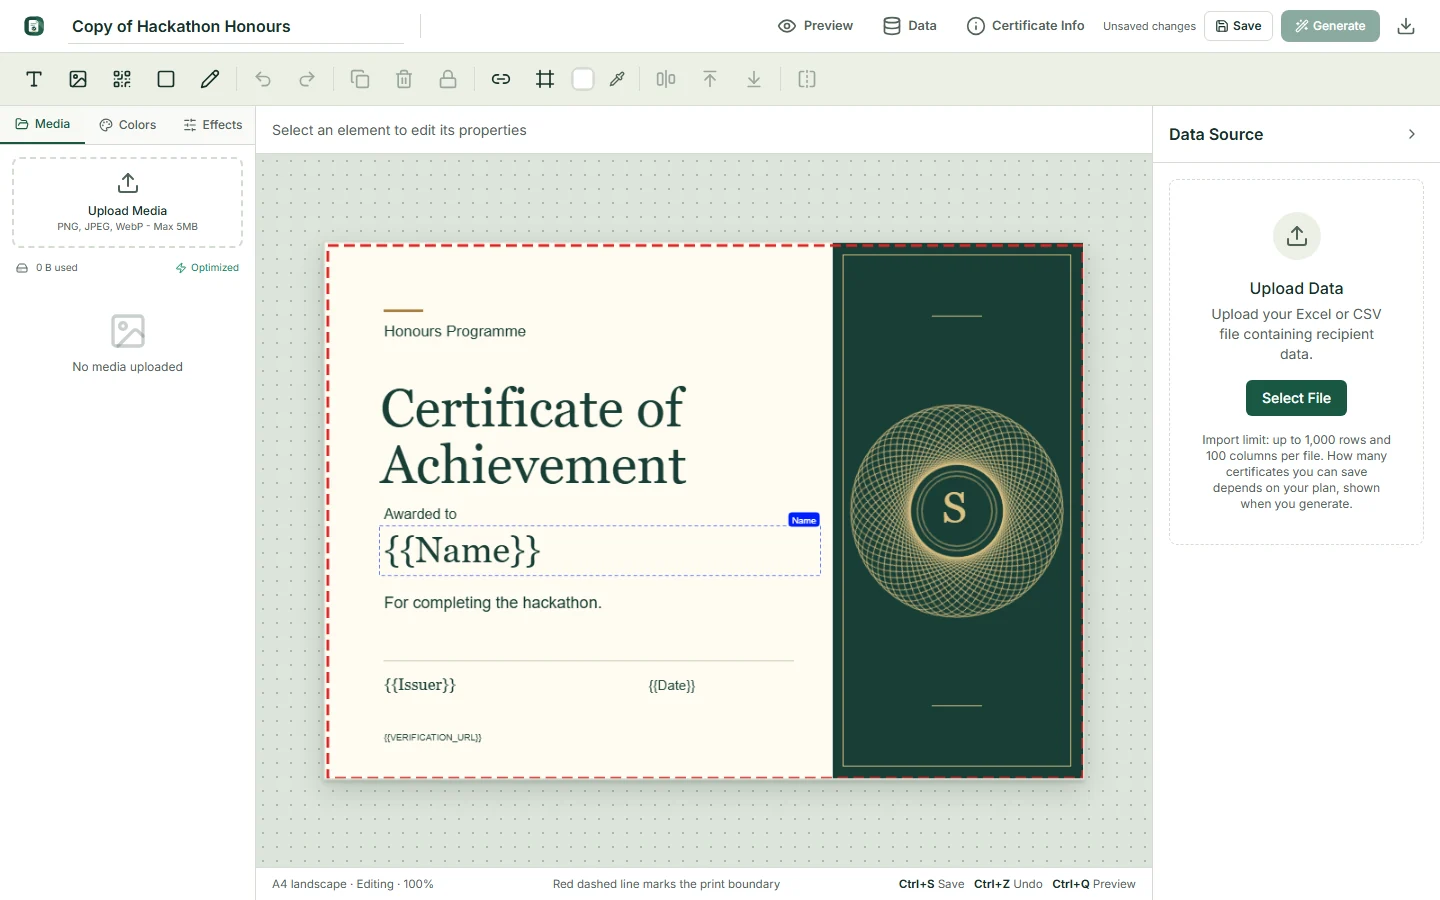 Copy of Hackathon Honours
Preview
Data
Certificate Info
Unsaved changes
Save
Generate
Media
Colors
Effects
Select an element to edit its properties
Data Source
Upload Media
PNG, JPEG, WebP - Max 5MB
0 B used
Optimized
No media uploaded
Honours Programme
Certificate of
Achievement
Awarded to
Name
{{Name}}
For completing the hackathon.
{{Issuer}}
{{Date}}
{{VERIFICATION_URL}}
S
Upload Data
Upload your Excel or CSV
file containing recipient
data.
Select File
Import limit: up to 1,000 rows and
100 columns per file. How many
certificates you can save
depends on your plan, shown
when you generate.
A4 landscape · Editing · 100%
Red dashed line marks the print boundary
Ctrl+S Save Ctrl+Z Undo Ctrl+Q Preview